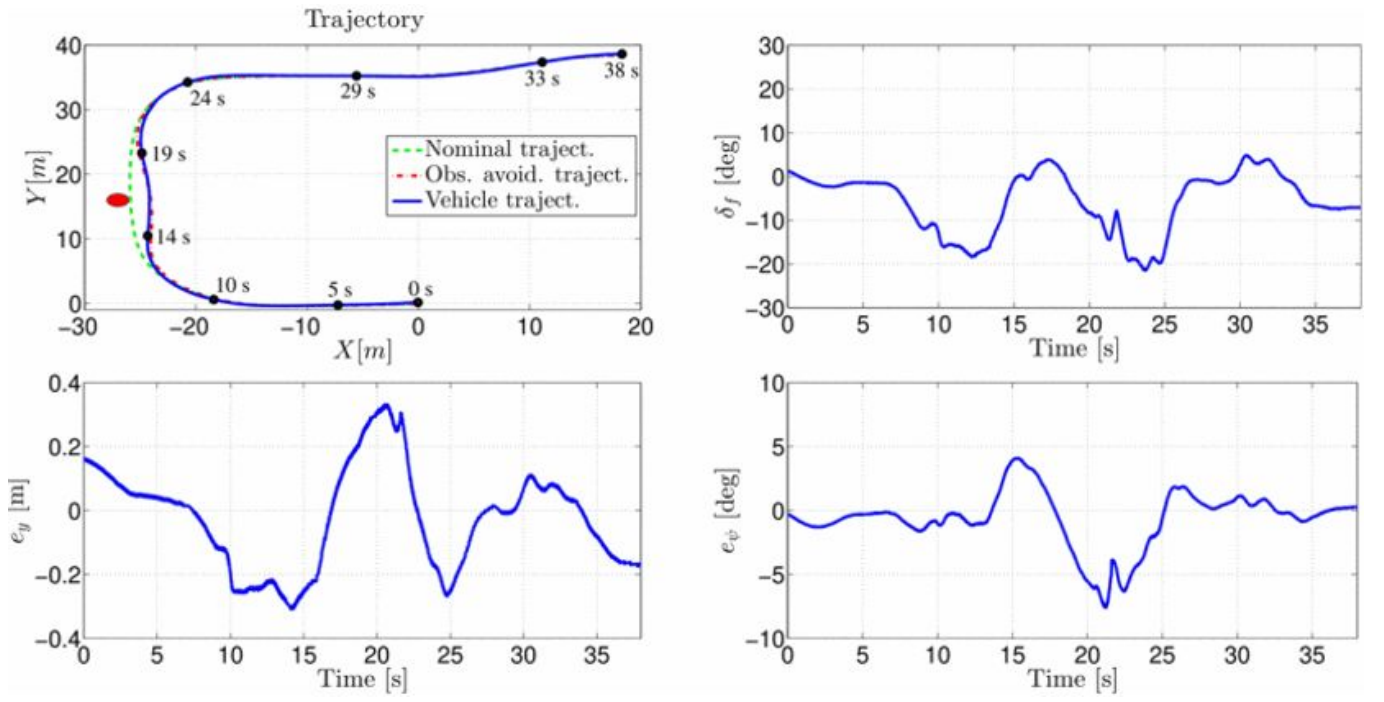 Trajectory
40
30
20
10
0
Y[m]
−30 −20 −10 0 10 20
X[m]
0 s
5 s
10 s
14 s
19 s
24 s
29 s
33 s
38 s
Nominal traject.
Obs. avoid. traject.
Vehicle traject.
30
20
10
0
−10
−20
−30
δf [deg]
0 5 10 15 20 25 30 35
Time [s]
0.4
0.2
0
−0.2
−0.4
ey [m]
0 5 10 15 20 25 30 35
Time [s]
10
5
0
−5
−10
eψ [deg]
0 5 10 15 20 25 30 35
Time [s]